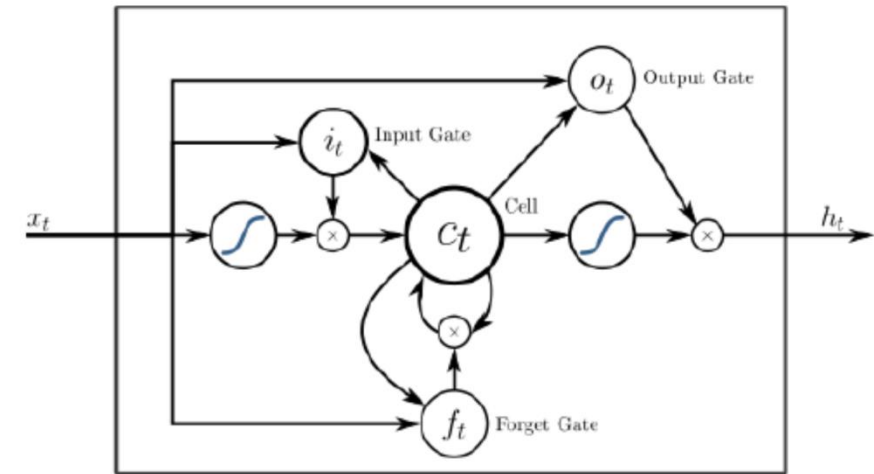 o_t Output Gate
i_t Input Gate
x_t
×
c_t
Cell
×
h_t
×
f_t Forget Gate